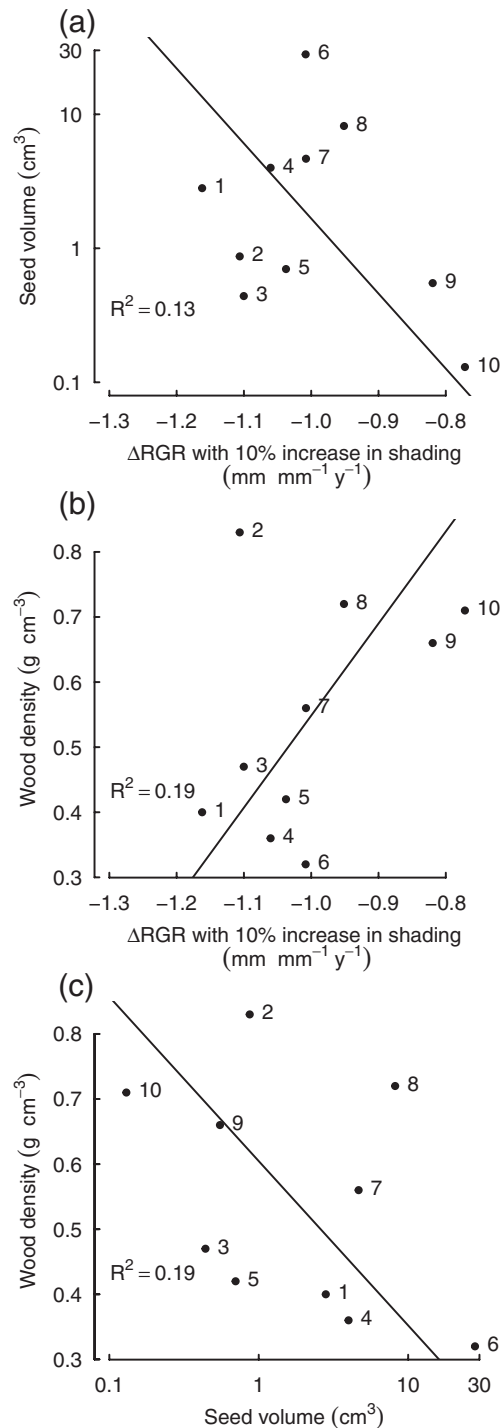 (a)
30
10
1
0.1
Seed volume (cm³)
6
8
7
4
1
2
5
3
9
10
R² = 0.13
−1.3 −1.2 −1.1 −1.0 −0.9 −0.8
ΔRGR with 10% increase in shading
(mm mm⁻¹ y⁻¹)
(b)
0.8
0.7
0.6
0.5
0.4
0.3
Wood density (g cm⁻³)
2
8
10
9
7
3
5
1
4
6
R² = 0.19
−1.3 −1.2 −1.1 −1.0 −0.9 −0.8
ΔRGR with 10% increase in shading
(mm mm⁻¹ y⁻¹)
(c)
0.8
0.7
0.6
0.5
0.4
0.3
Wood density (g cm⁻³)
2
10
8
9
7
3
5
1
4
6
R² = 0.19
0.1 1 10 30
Seed volume (cm³)